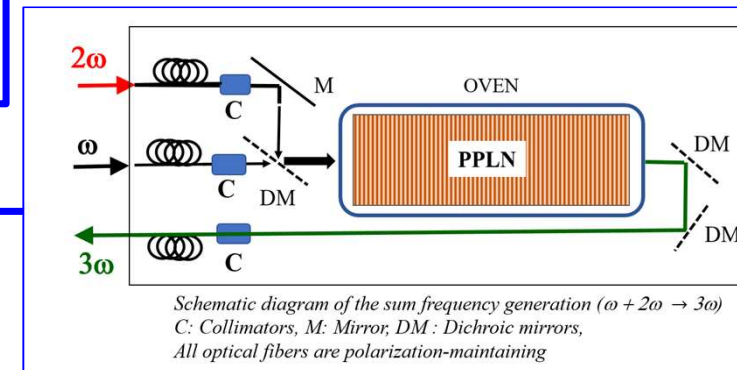 2ω
M
OVEN
C
ω
PPLN
DM
C
DM
DM
3ω
C
Schematic diagram of the sum frequency generation (ω + 2ω → 3ω)
C: Collimators, M: Mirror, DM : Dichroic mirrors,
All optical fibers are polarization-maintaining